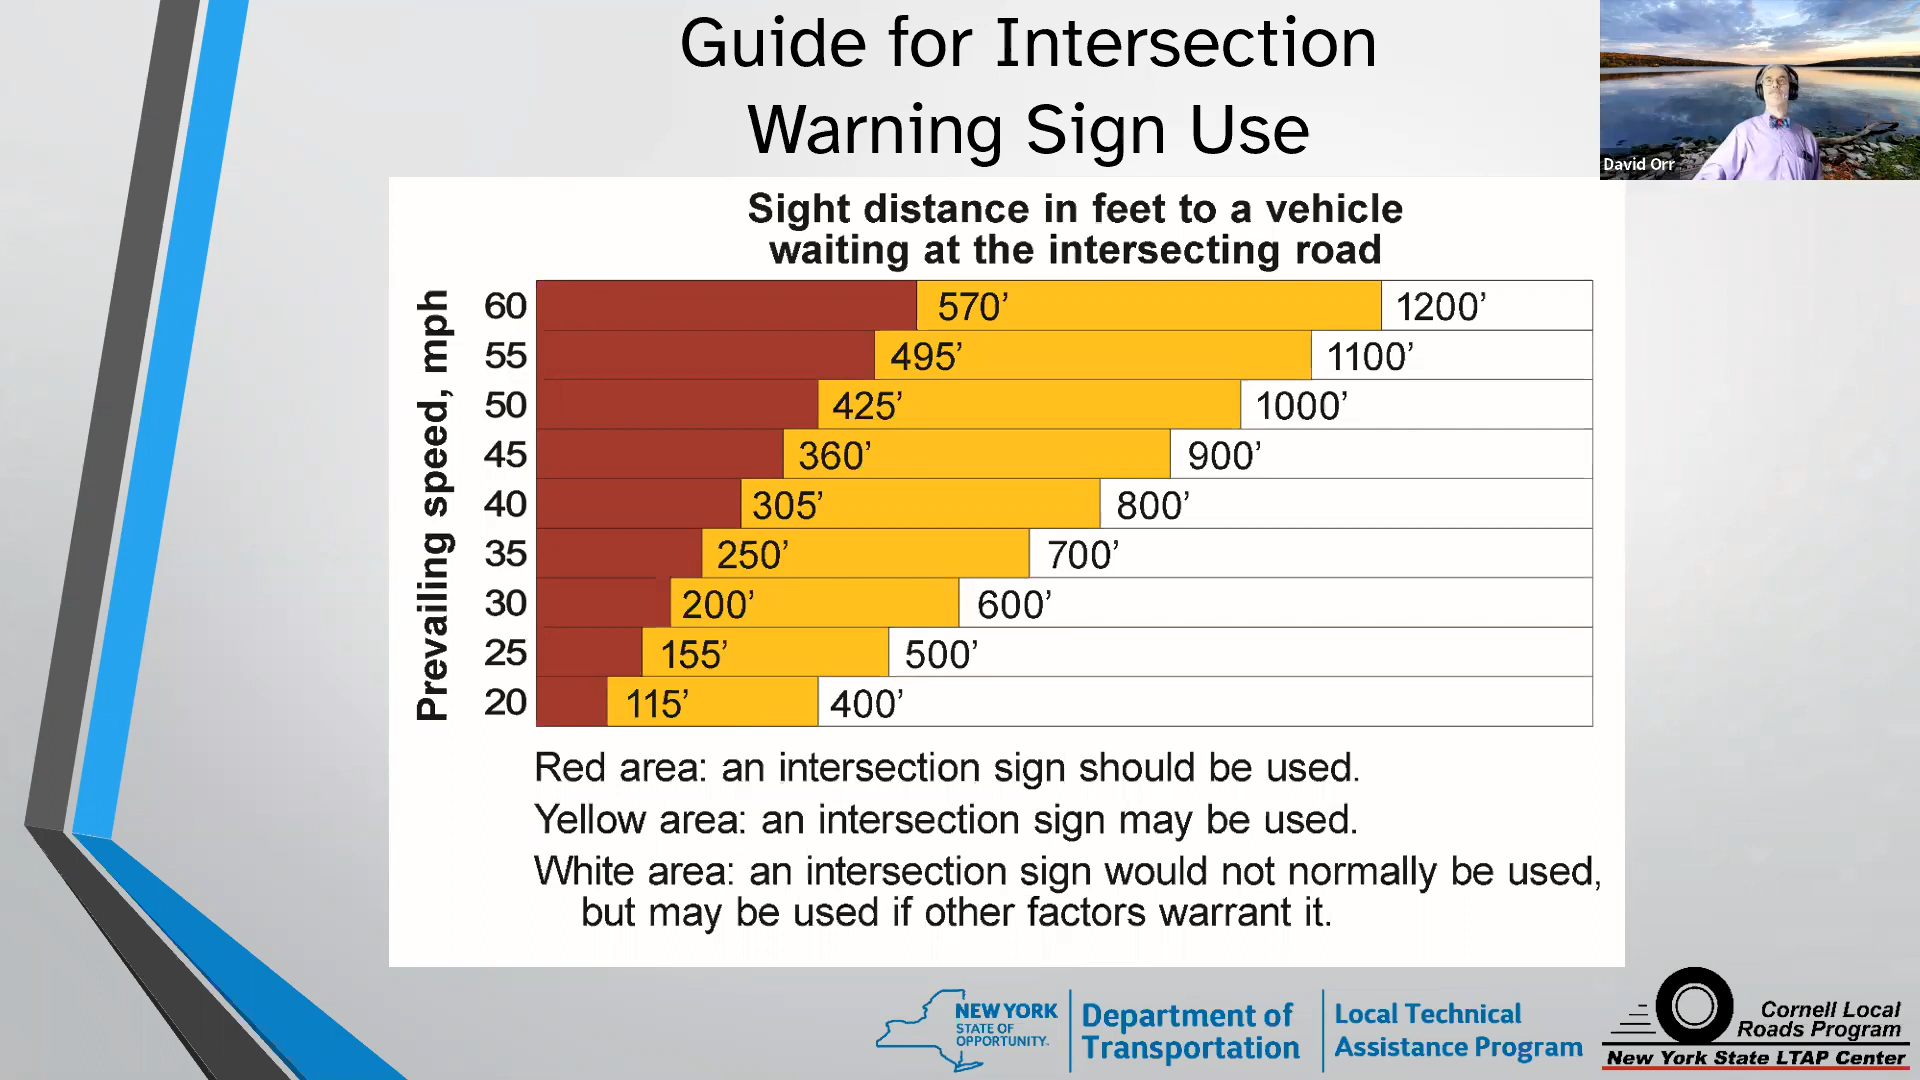 Guide for Intersection
Warning Sign Use
David Orr
Sight distance in feet to a vehicle
waiting at the intersecting road
Prevailing speed, mph
60 570’ 1200’
55 495’ 1100’
50 425’ 1000’
45 360’ 900’
40 305’ 800’
35 250’ 700’
30 200’ 600’
25 155’ 500’
20 115’ 400’
Red area: an intersection sign should be used.
Yellow area: an intersection sign may be used.
White area: an intersection sign would not normally be used,
but may be used if other factors warrant it.
NEW YORK
STATE OF
OPPORTUNITY.
Department of
Transportation
Local Technical
Assistance Program
Cornell Local
Roads Program
New York State LTAP Center